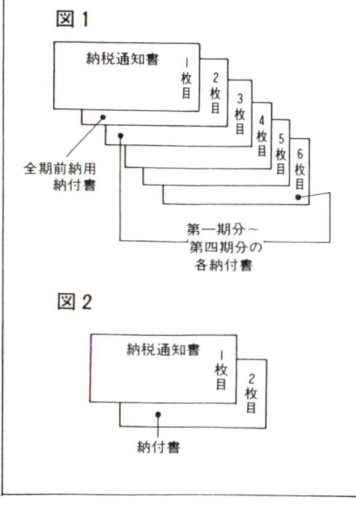 図1
納税通知書
1枚目
2枚目
3枚目
4枚目
5枚目
6枚目
全期前納用
納付書
第一期分~
第四期分の
各納付書
図2
納税通知書
1枚目
2枚目
納付書